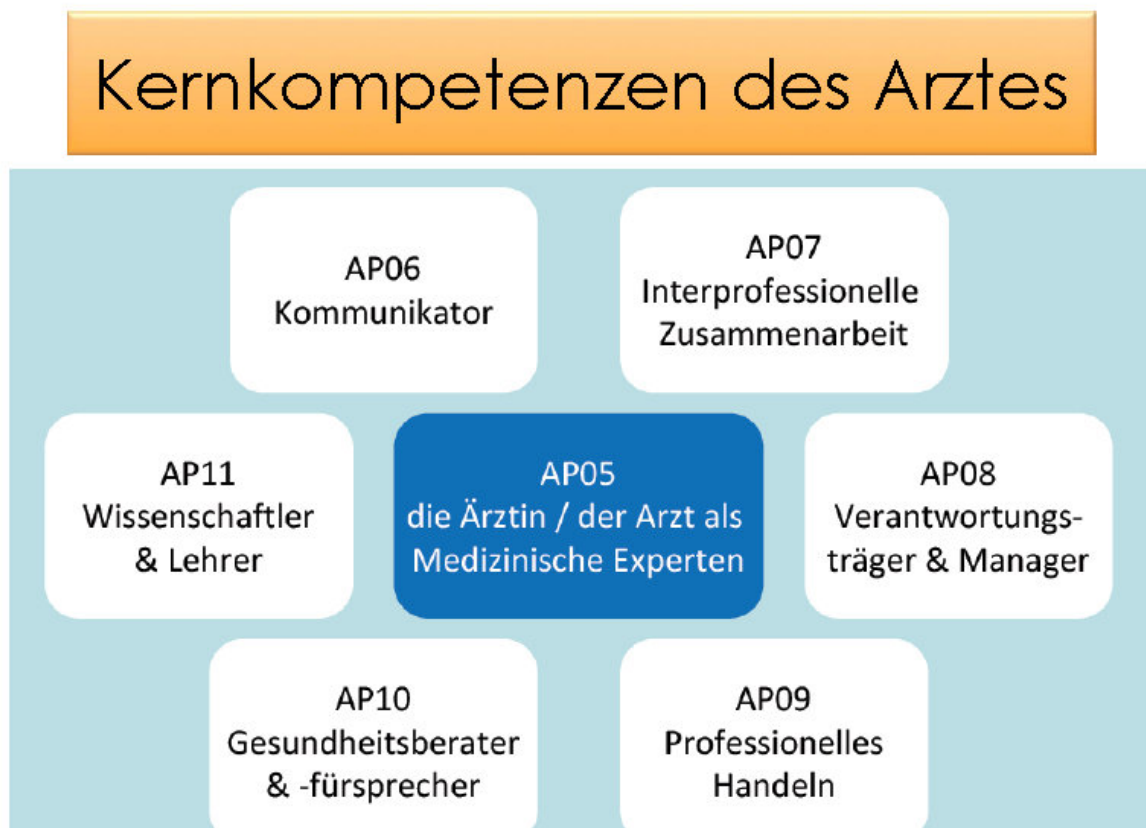 Kernkompetenzen des Arztes
AP06
Kommunikator
AP07
Interprofessionelle
Zusammenarbeit
AP11
Wissenschaftler
& Lehrer
AP05
die Ärztin / der Arzt als
Medizinische Experten
AP08
Verantwortungs-
träger & Manager
AP10
Gesundheitsberater
& -fürsprecher
AP09
Professionelles
Handeln